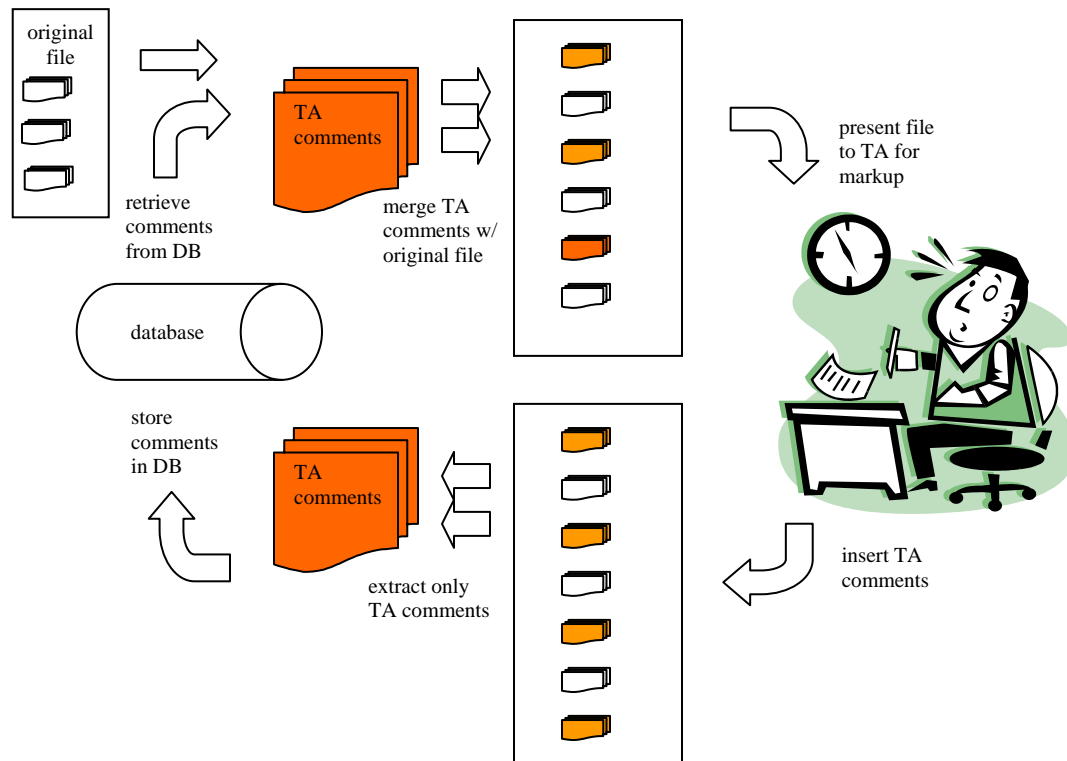 original
file
TA
comments
retrieve
comments
from DB
merge TA
comments w/
original file
present file
to TA for
markup
database
store
comments
in DB
TA
comments
extract only
TA comments
insert TA
comments